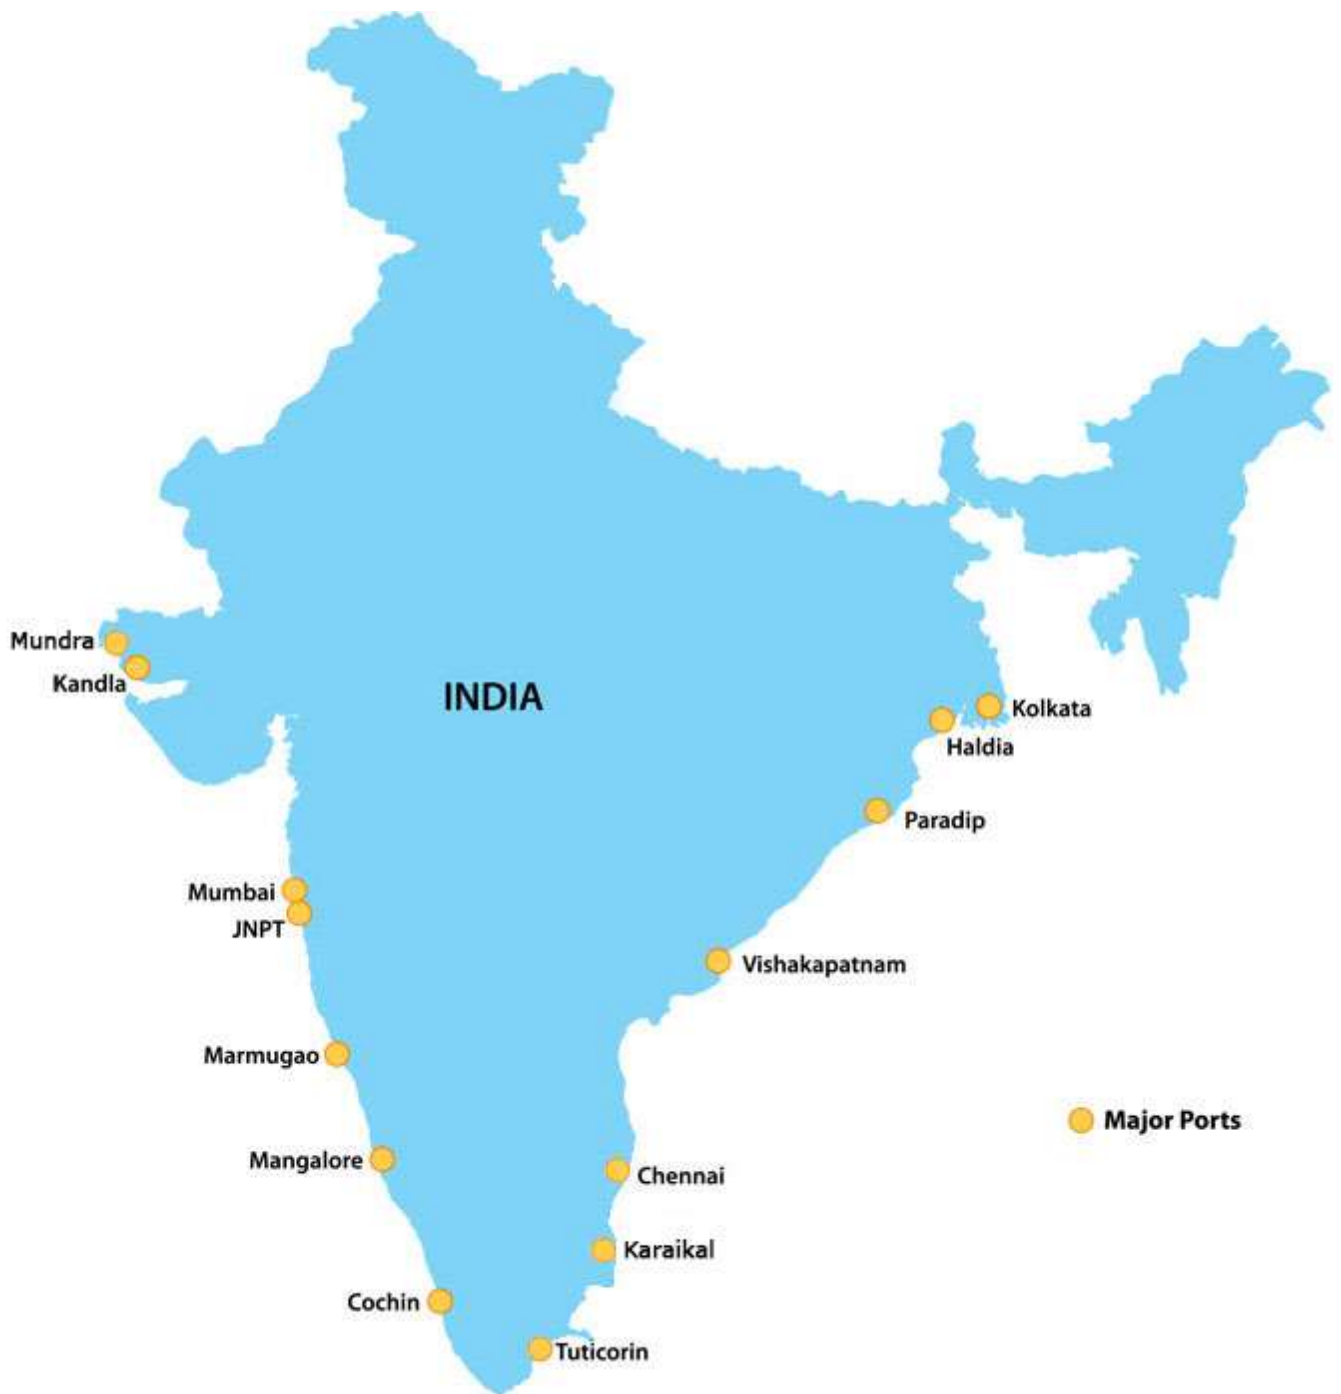 Mundra
Kandla
INDIA
Kolkata
Haldia
Paradip
Mumbai
JNPT
Vishakapatnam
Marmugao
Major Ports
Mangalore
Chennai
Karaikal
Cochin
Tuticorin